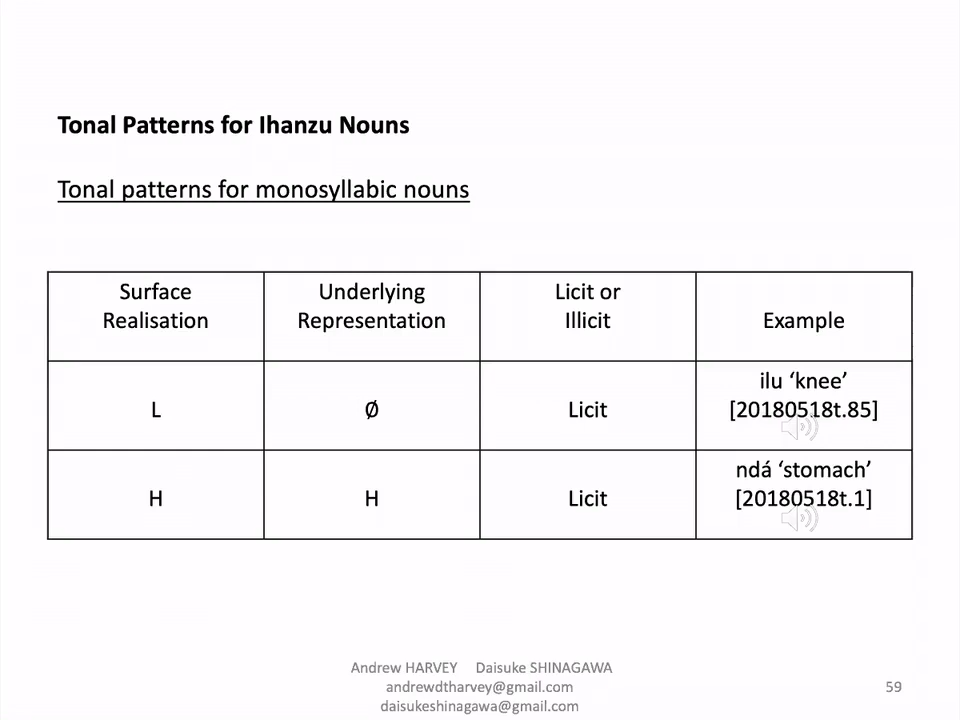 Tonal Patterns for Ihanzu Nouns
Tonal patterns for monosyllabic nouns
Surface Realisation
Underlying Representation
Licit or Illicit
Example
L
Ø
Licit
ilu ‘knee’
[20180518t.85]
H
H
Licit
ndá ‘stomach’
[20180518t.1]
Andrew HARVEY Daisuke SHINAGAWA
andrewdtharvey@gmail.com
daisukeshinagawa@gmail.com
59